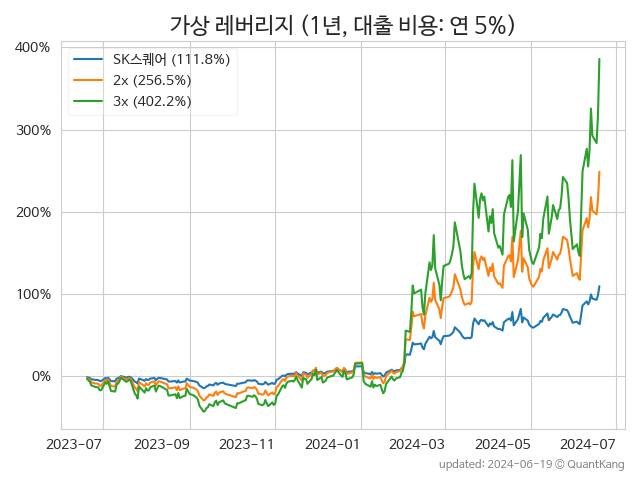 가상 레버리지 (1년, 대출 비용: 연 5%)
SK스퀘어 (111.8%)
2x (256.5%)
3x (402.2%)
400%
300%
200%
100%
0%
2023-07 2023-09 2023-11 2024-01 2024-03 2024-05 2024-07
updated: 2024-06-19 © QuantKang